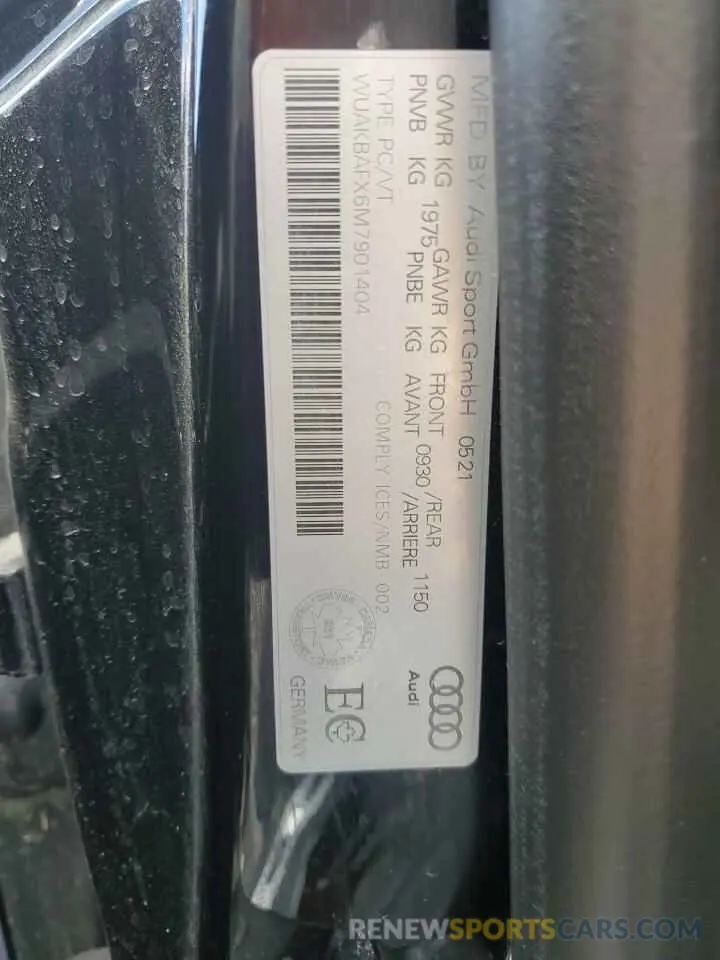 MFD BY Audi Sport GmbH 0521
GVWR KG 1975 GAWR KG FRONT 0930 /REAR 1150
PNVB KG PNBE KG AVANT /ARRIERE
TYPE PC/VT COMPLY ICES/NMB 002
WUAKBAFX6M7901404
Audi
EC
GERMANY
RENEWSPORTSCARS.COM